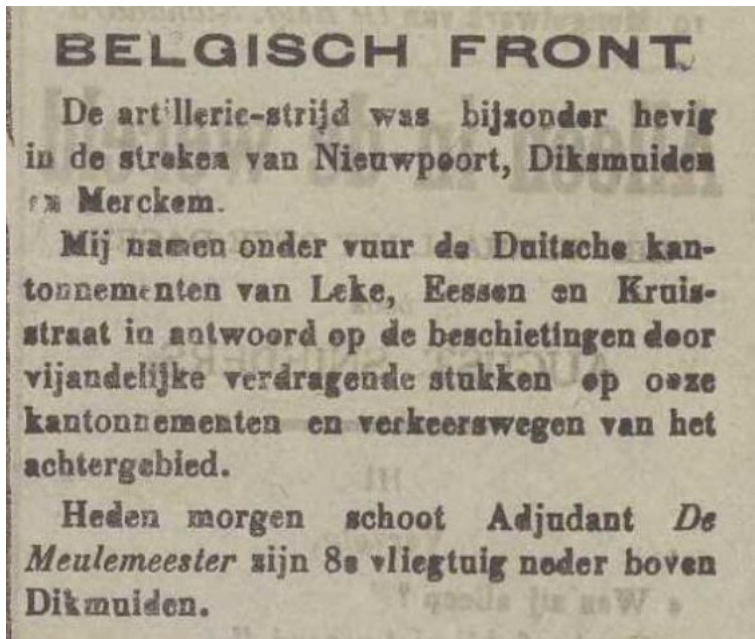 BELGISCH FRONT
De artillerie-strijd was bijzonder hevig
in de streken van Nieuwpoort, Diksmuiden
en Merckem.
Mij namen onder vuur de Duitsche kan-
tonnementen van Leke, Eessen en Kruis-
straat in antwoord op de beschietingen door
vijandelijke verdragende stukken op onze
kantonnementen en verkeerswegen van het
achtergebied.
Heden morgen schoot Adjudant De
Meulemeester zijn 8e vliegtuig neder boven
Dikmuiden.